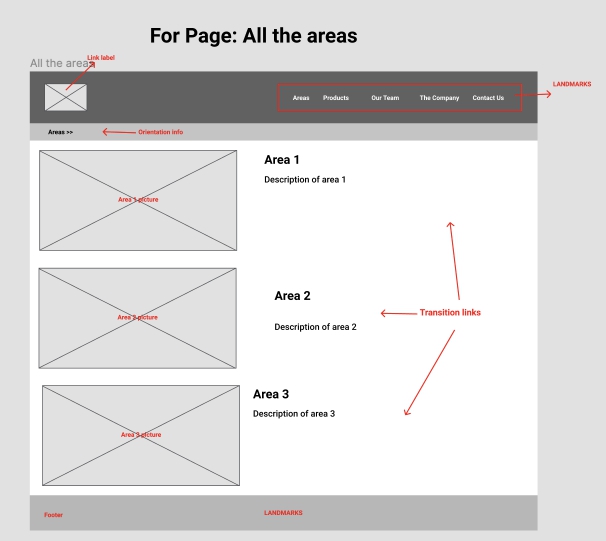 For Page: All the areas
All the areas
Link label
LANDMARKS
Areas Products Our Team The Company Contact Us
Areas >> Orientation info
Area 1 picture
Area 1
Description of area 1
Area 2 picture
Area 2
Description of area 2
Transition links
Area 3 picture
Area 3
Description of area 3
Footer
LANDMARKS